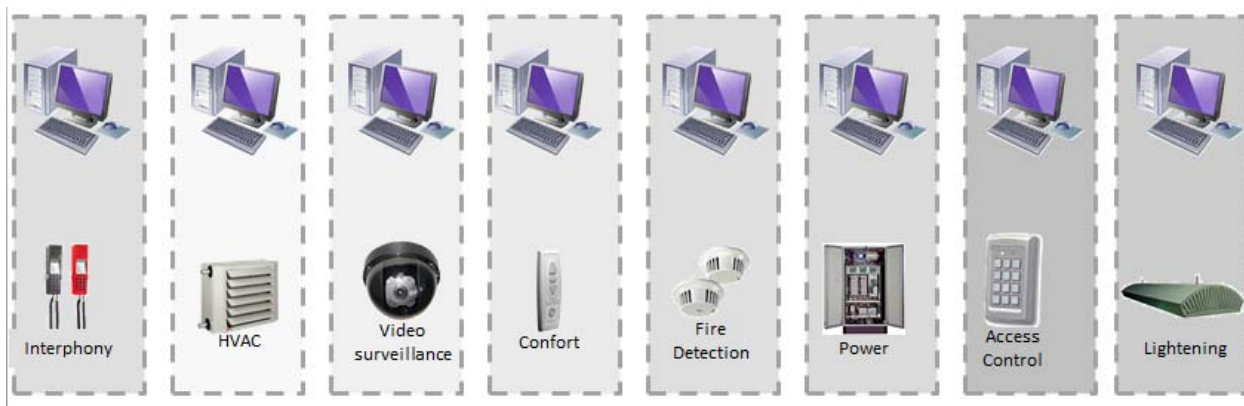 Interphony
HVAC
Video
surveillance
Confort
Fire
Detection
Power
Access
Control
Lightening